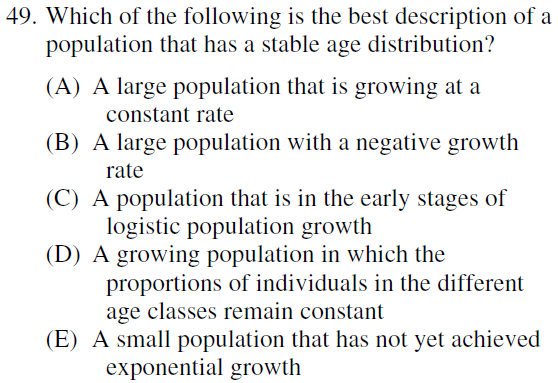 49. Which of the following is the best description of a
population that has a stable age distribution?
(A) A large population that is growing at a
constant rate
(B) A large population with a negative growth
rate
(C) A population that is in the early stages of
logistic population growth
(D) A growing population in which the
proportions of individuals in the different
age classes remain constant
(E) A small population that has not yet achieved
exponential growth